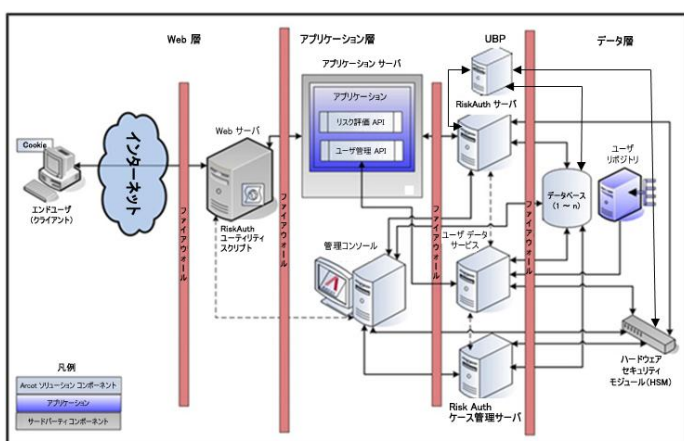 Web 層
アプリケーション層
UBP
データ層
アプリケーション サーバ
アプリケーション
リスク評価 API
ユーザ管理 API
RiskAuth サーバ
Web サーバ
Cookie
エンドユーザ
(クライアント)
インターネット
ファイアウォール
RiskAuth
ユーティリティ
スクリプト
ファイアウォール
管理コンソール
ファイアウォール
ユーザ データ
サービス
ファイアウォール
データベース
(1 ~ n)
ユーザ
リポジトリ
Risk Auth
ケース管理サーバ
ハードウェア
セキュリティ
モジュール(HSM)
凡例
Arcot ソリューション コンポーネント
アプリケーション
サードパーティ コンポーネント